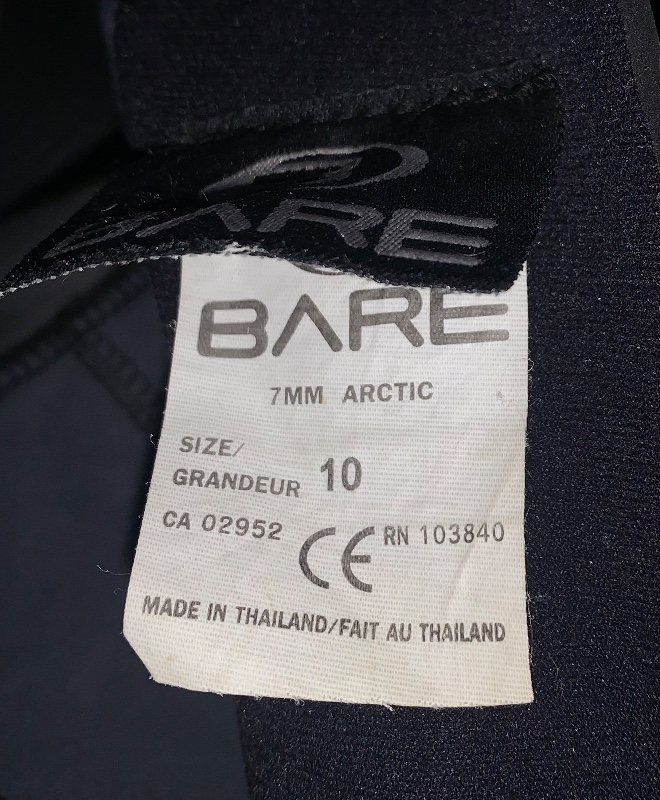 BARE
BARE
7MM ARCTIC
SIZE/
GRANDEUR 10
CA 02952 CE RN 103840
MADE IN THAILAND/FAIT AU THAILAND